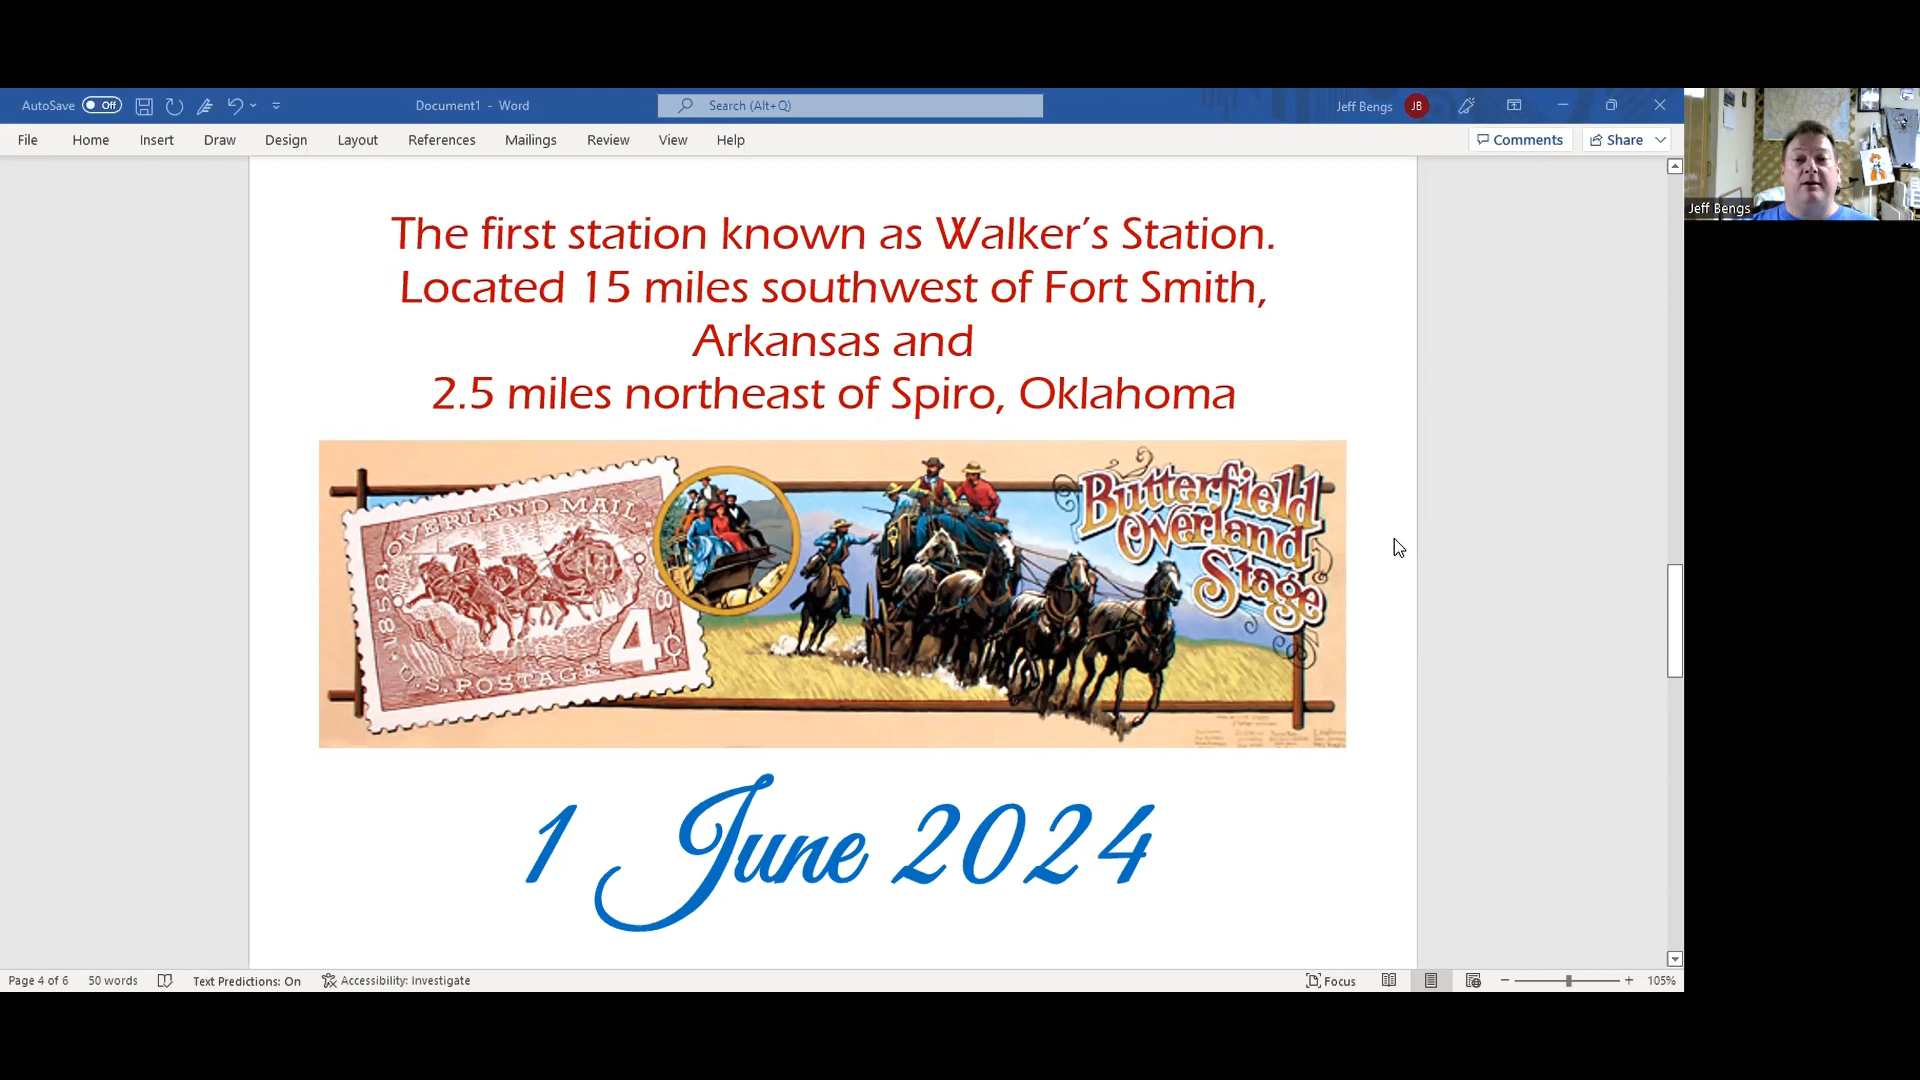 AutoSave Off Document1 - Word Search (Alt+Q) Jeff Bengs JB
File Home Insert Draw Design Layout References Mailings Review View Help Comments Share
Jeff Bengs
The first station known as Walker's Station.
Located 15 miles southwest of Fort Smith,
Arkansas and
2.5 miles northeast of Spiro, Oklahoma
1858 · OVERLAND MAIL
4¢
U.S. POSTAGE
Butterfield
Overland
Stage
1 June 2024
Page 4 of 6 50 words Text Predictions: On Accessibility: Investigate Focus 105%